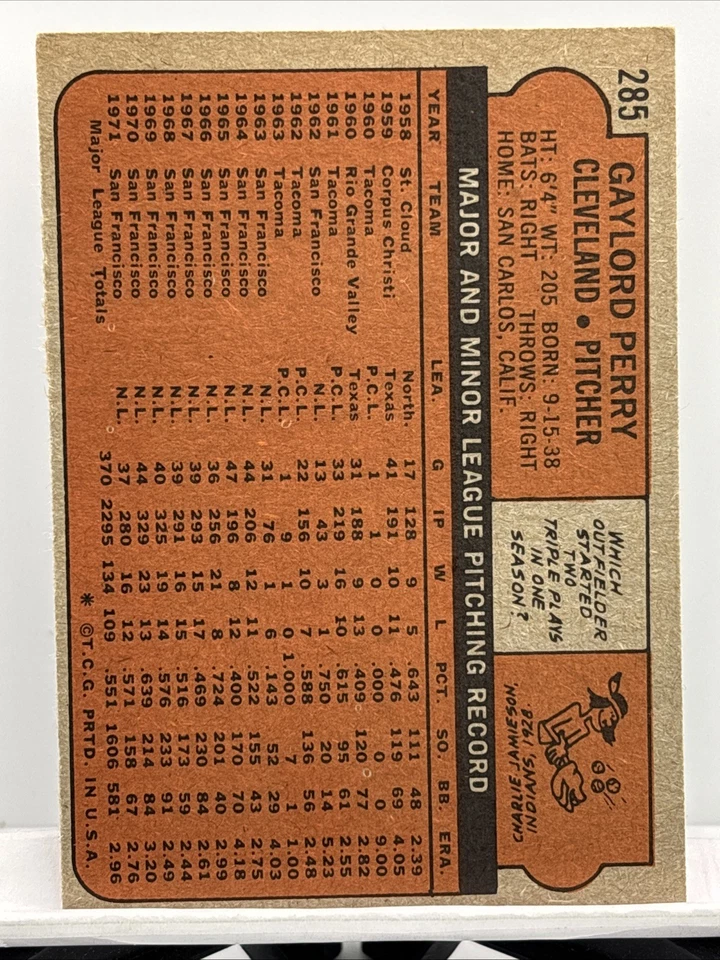 285
GAYLORD PERRY
CLEVELAND • PITCHER
HT: 6'4" WT: 205 BORN: 9-15-38
BATS: RIGHT THROWS: RIGHT
HOME: SAN CARLOS, CALIF.
WHICH
OUTFIELDER
STARTED
TWO
TRIPLE PLAYS
IN ONE
SEASON?
CHARLIE JAMIESON,
INDIANS, 1928
MAJOR AND MINOR LEAGUE PITCHING RECORD
YEAR TEAM LEA G IP W L PCT. SO. BB. ERA.
1958 St. Cloud North. 17 128 9 5 .643 111 48 2.39
1959 Corpus Christi Texas 41 191 10 11 .476 119 69 4.05
1960 Tacoma P.C.L. 1 1 0 0 .000 0 0 9.00
1960 Rio Grande Valley Texas 31 188 9 13 .409 120 77 2.82
1961 Tacoma P.C.L. 33 219 16 10 .615 95 61 2.55
1962 San Francisco N.L. 13 43 3 1 .750 20 14 5.23
1962 Tacoma P.C.L. 22 156 10 7 .588 136 56 2.48
1963 Tacoma P.C.L. 1 9 1 0 1.000 7 1 1.00
1963 San Francisco N.L. 31 76 1 6 .143 52 29 4.03
1964 San Francisco N.L. 44 206 12 11 .522 155 43 2.75
1965 San Francisco N.L. 47 196 8 12 .400 170 70 4.18
1966 San Francisco N.L. 36 256 21 8 .724 201 40 2.99
1967 San Francisco N.L. 39 293 15 17 .469 230 84 2.61
1968 San Francisco N.L. 39 291 16 15 .516 173 59 2.44
1969 San Francisco N.L. 40 325 19 14 .576 233 91 2.49
1970 San Francisco N.L. 44 329 23 13 .639 214 84 3.20
1971 San Francisco N.L. 37 280 16 12 .571 158 67 2.76
Major League Totals 370 2295 134 109 .551 1606 581 2.96
* ©T.C.G. PRTD. IN U.S.A.